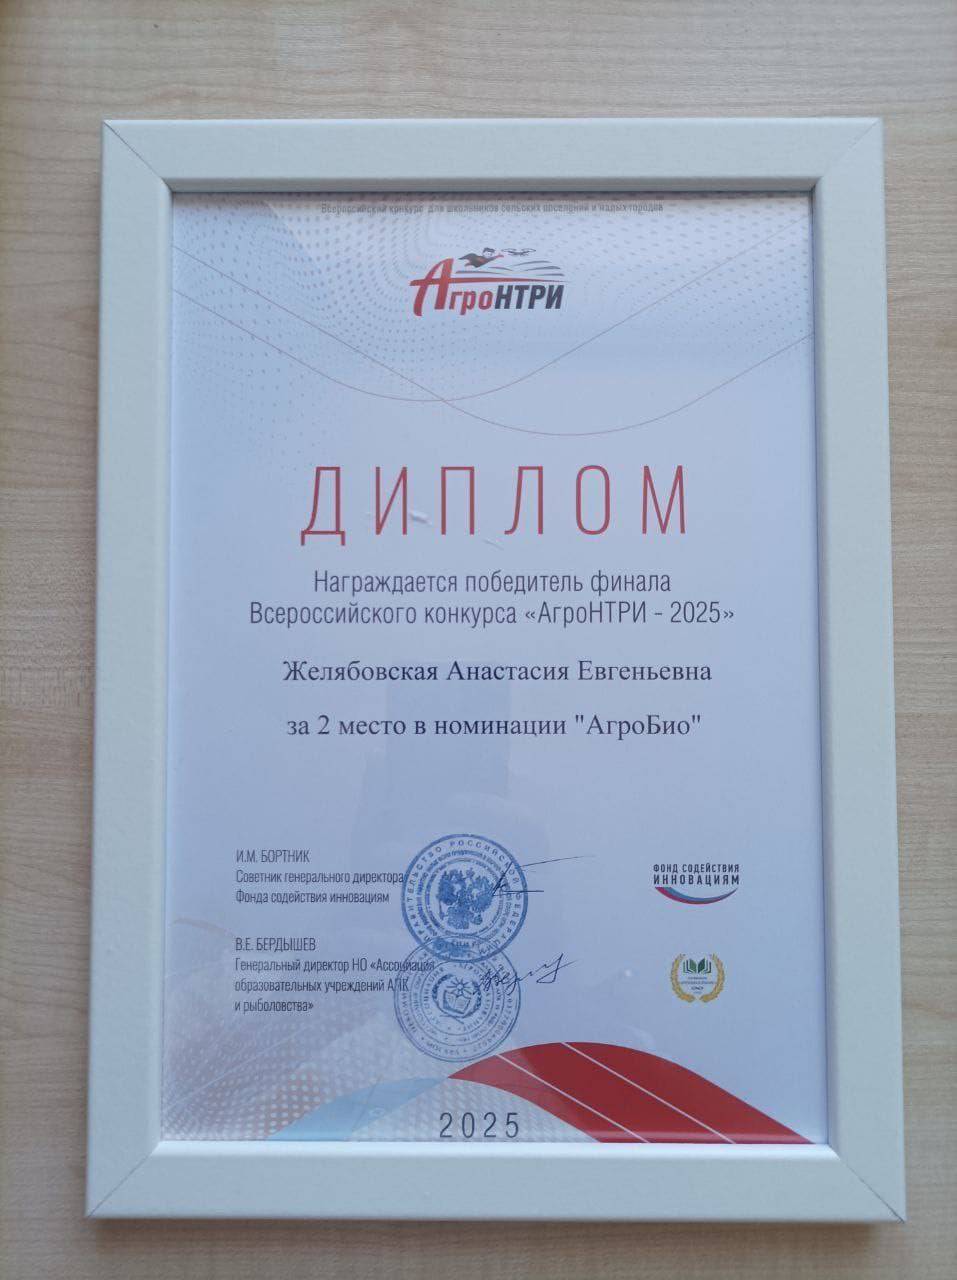 Всероссийский конкурс для школьников сельских поселений и малых городов
АгроНТРИ
ДИПЛОМ
Награждается победитель финала
Всероссийского конкурса «АгроНТРИ - 2025»
Желябовская Анастасия Евгеньевна
за 2 место в номинации "АгроБио"
И.М. БОРТНИК
Советник генерального директора
Фонда содействия инновациям
ФОНД СОДЕЙСТВИЯ
ИННОВАЦИЯМ
В.Е. БЕРДЫШЕВ
Генеральный директор НО «Ассоциация
образовательных учреждений АПК
и рыболовства»
2025